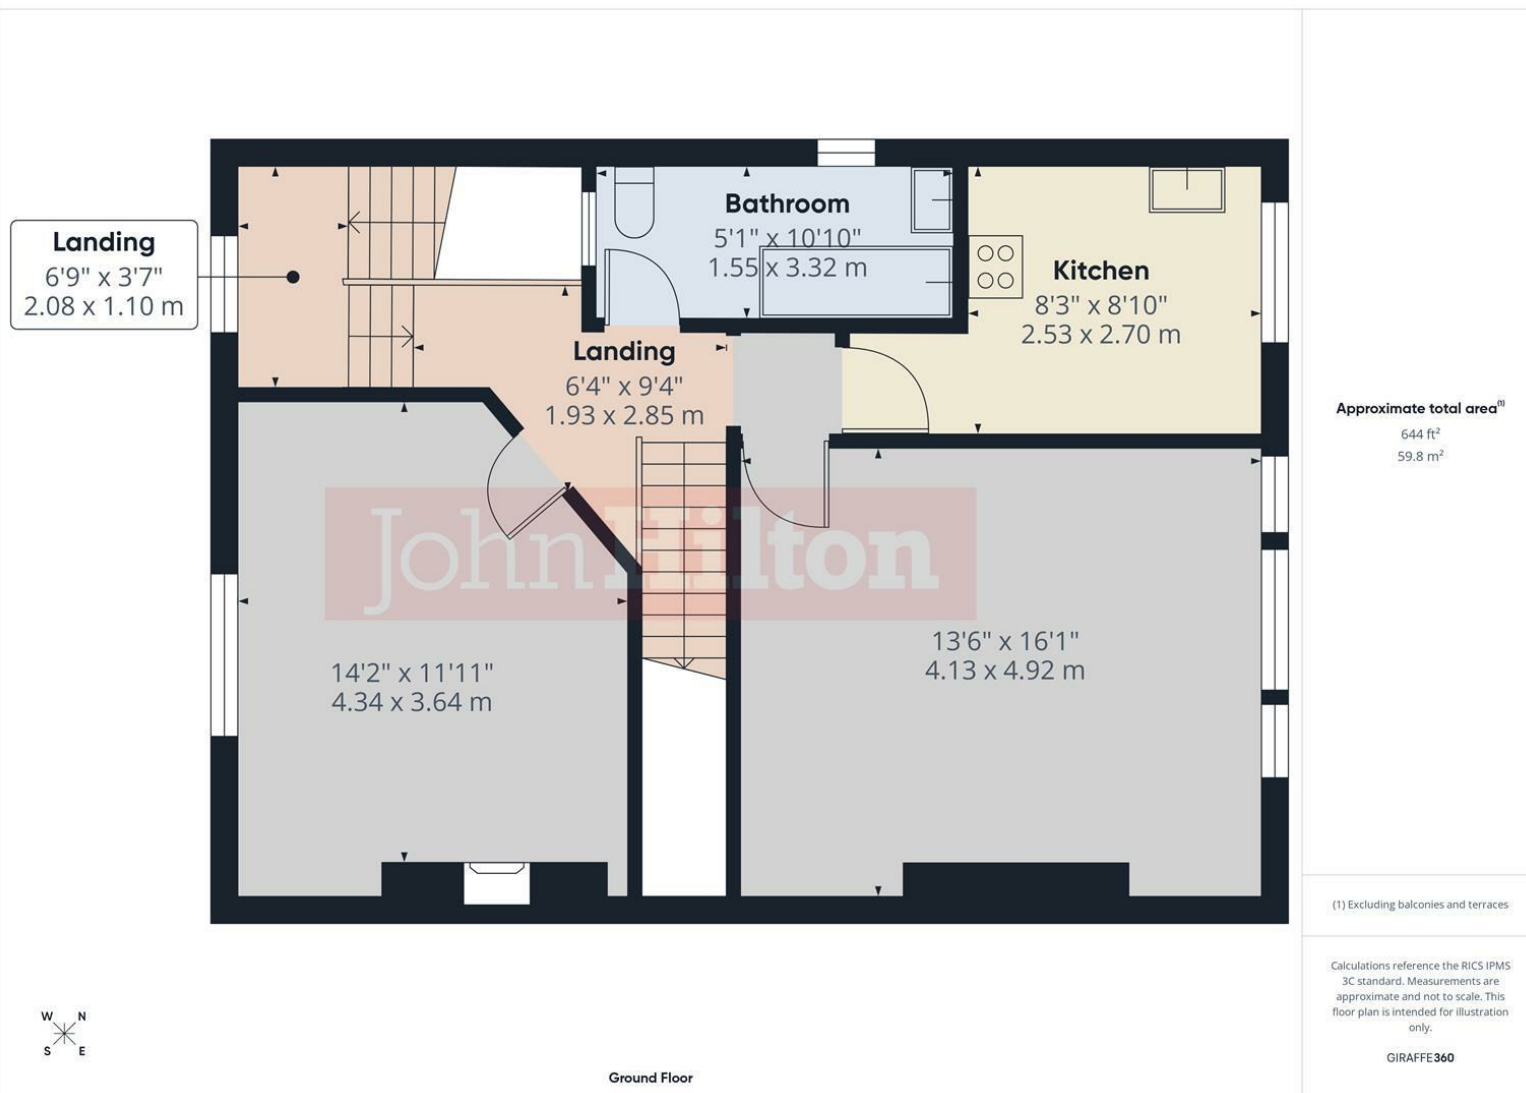 Landing
6'9" x 3'7"
2.08 x 1.10 m
Bathroom
5'1" x 10'10"
1.55 x 3.32 m
Kitchen
8'3" x 8'10"
2.53 x 2.70 m
Landing
6'4" x 9'4"
1.93 x 2.85 m
JohnHilton
14'2" x 11'11"
4.34 x 3.64 m
13'6" x 16'1"
4.13 x 4.92 m
W N
S E
Ground Floor
Approximate total area(1)
644 ft²
59.8 m²
(1) Excluding balconies and terraces
Calculations reference the RICS IPMS
3C standard. Measurements are
approximate and not to scale. This
floor plan is intended for illustration
only.
GIRAFFE360